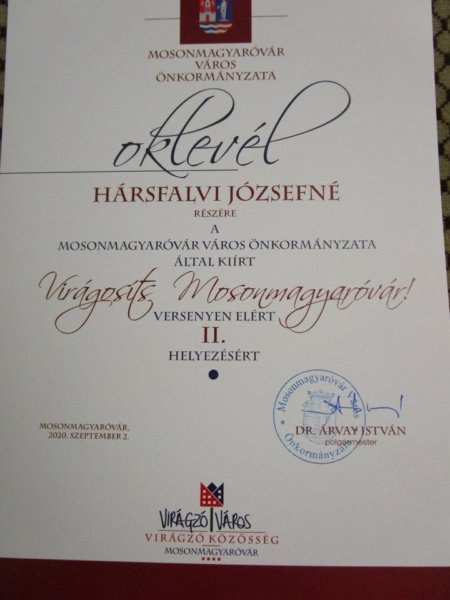 MOSONMAGYARÓVÁR
VÁROS
ÖNKORMÁNYZATA
oklevél
HÁRSFALVI JÓZSEFNÉ
RÉSZÉRE
A
MOSONMAGYARÓVÁR VÁROS ÖNKORMÁNYZATA
ÁLTAL KIÍRT
Virágosíts Mosonmagyaróvár!
VERSENYEN ELÉRT
II.
HELYEZÉSÉRT
MOSONMAGYARÓVÁR,
2020. SZEPTEMBER 2.
Mosonmagyaróvár Város
Önkormányzata
DR. ÁRVAY ISTVÁN
polgármester
VIRÁGZÓ VÁROS
VIRÁGZÓ KÖZÖSSÉG
MOSONMAGYARÓVÁR